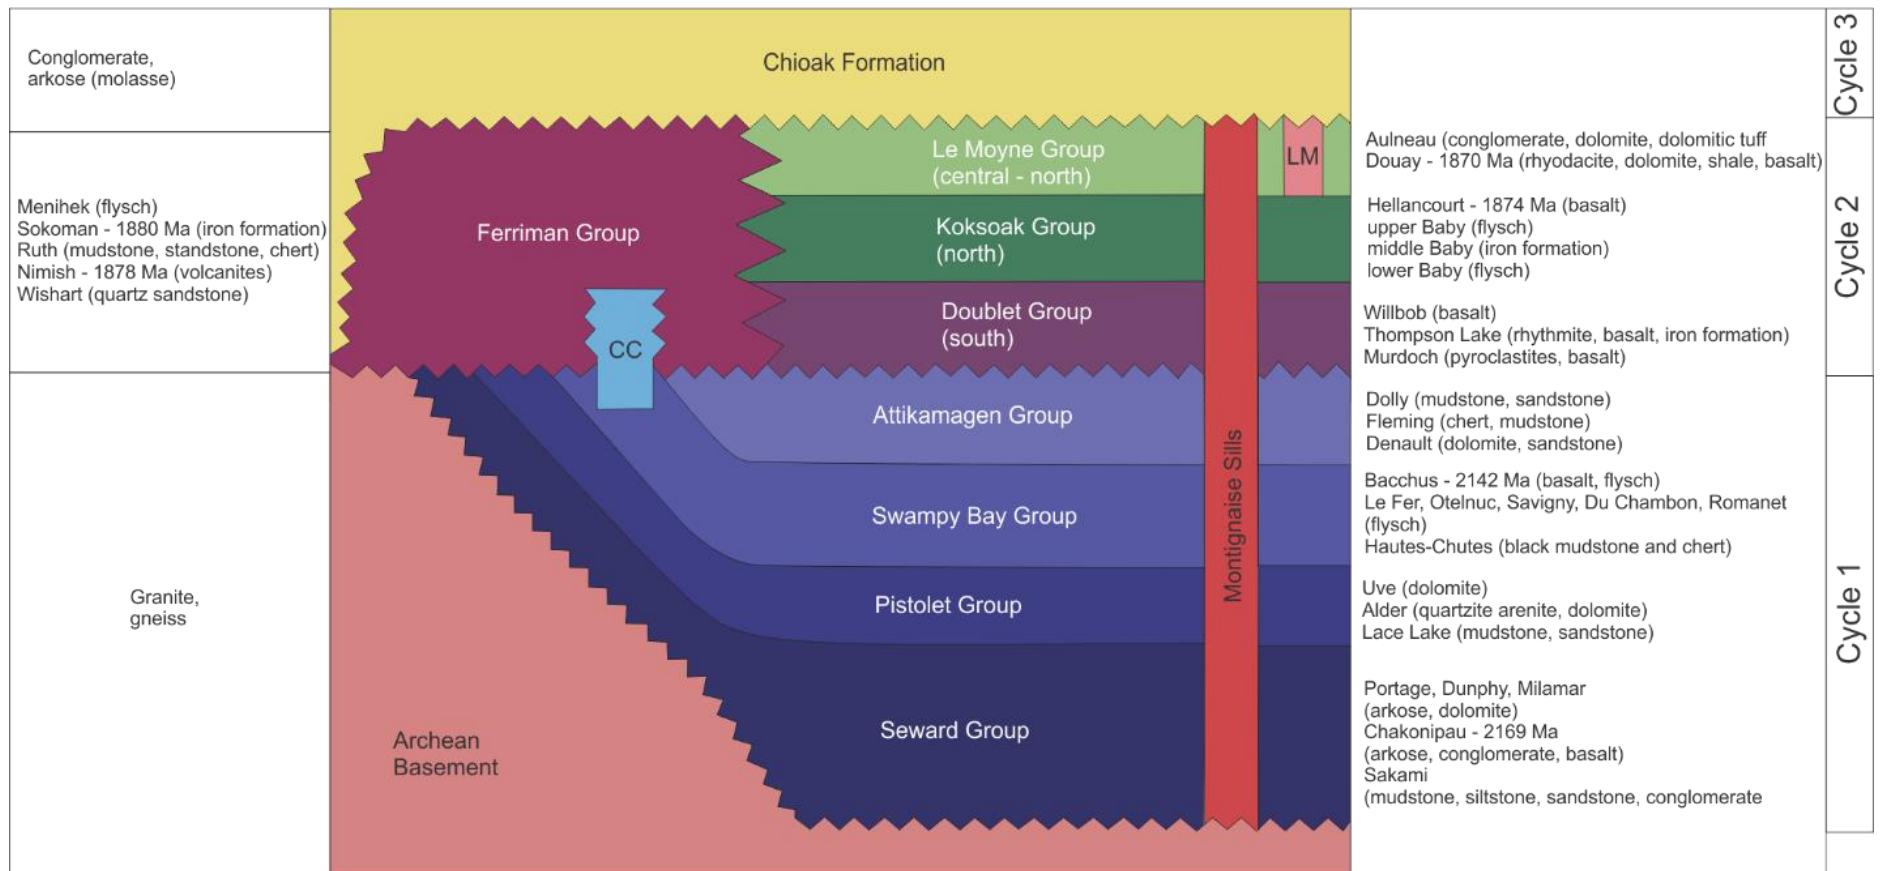 Conglomerate,
arkose (molasse)
Menihek (flysch)
Sokoman - 1880 Ma (iron formation)
Ruth (mudstone, standstone, chert)
Nimish - 1878 Ma (volcanites)
Wishart (quartz sandstone)
Granite,
gneiss
Chioak Formation
Ferriman Group
CC
Le Moyne Group
(central - north)
LM
Koksoak Group
(north)
Doublet Group
(south)
Attikamagen Group
Swampy Bay Group
Pistolet Group
Seward Group
Montignaise Sills
Archean
Basement
Aulneau (conglomerate, dolomite, dolomitic tuff
Douay - 1870 Ma (rhyodacite, dolomite, shale, basalt)
Hellancourt - 1874 Ma (basalt)
upper Baby (flysch)
middle Baby (iron formation)
lower Baby (flysch)
Willbob (basalt)
Thompson Lake (rhythmite, basalt, iron formation)
Murdoch (pyroclastites, basalt)
Dolly (mudstone, sandstone)
Fleming (chert, mudstone)
Denault (dolomite, sandstone)
Bacchus - 2142 Ma (basalt, flysch)
Le Fer, Otelnuc, Savigny, Du Chambon, Romanet
(flysch)
Hautes-Chutes (black mudstone and chert)
Uve (dolomite)
Alder (quartzite arenite, dolomite)
Lace Lake (mudstone, sandstone)
Portage, Dunphy, Milamar
(arkose, dolomite)
Chakonipau - 2169 Ma
(arkose, conglomerate, basalt)
Sakami
(mudstone, siltstone, sandstone, conglomerate
Cycle 3
Cycle 2
Cycle 1